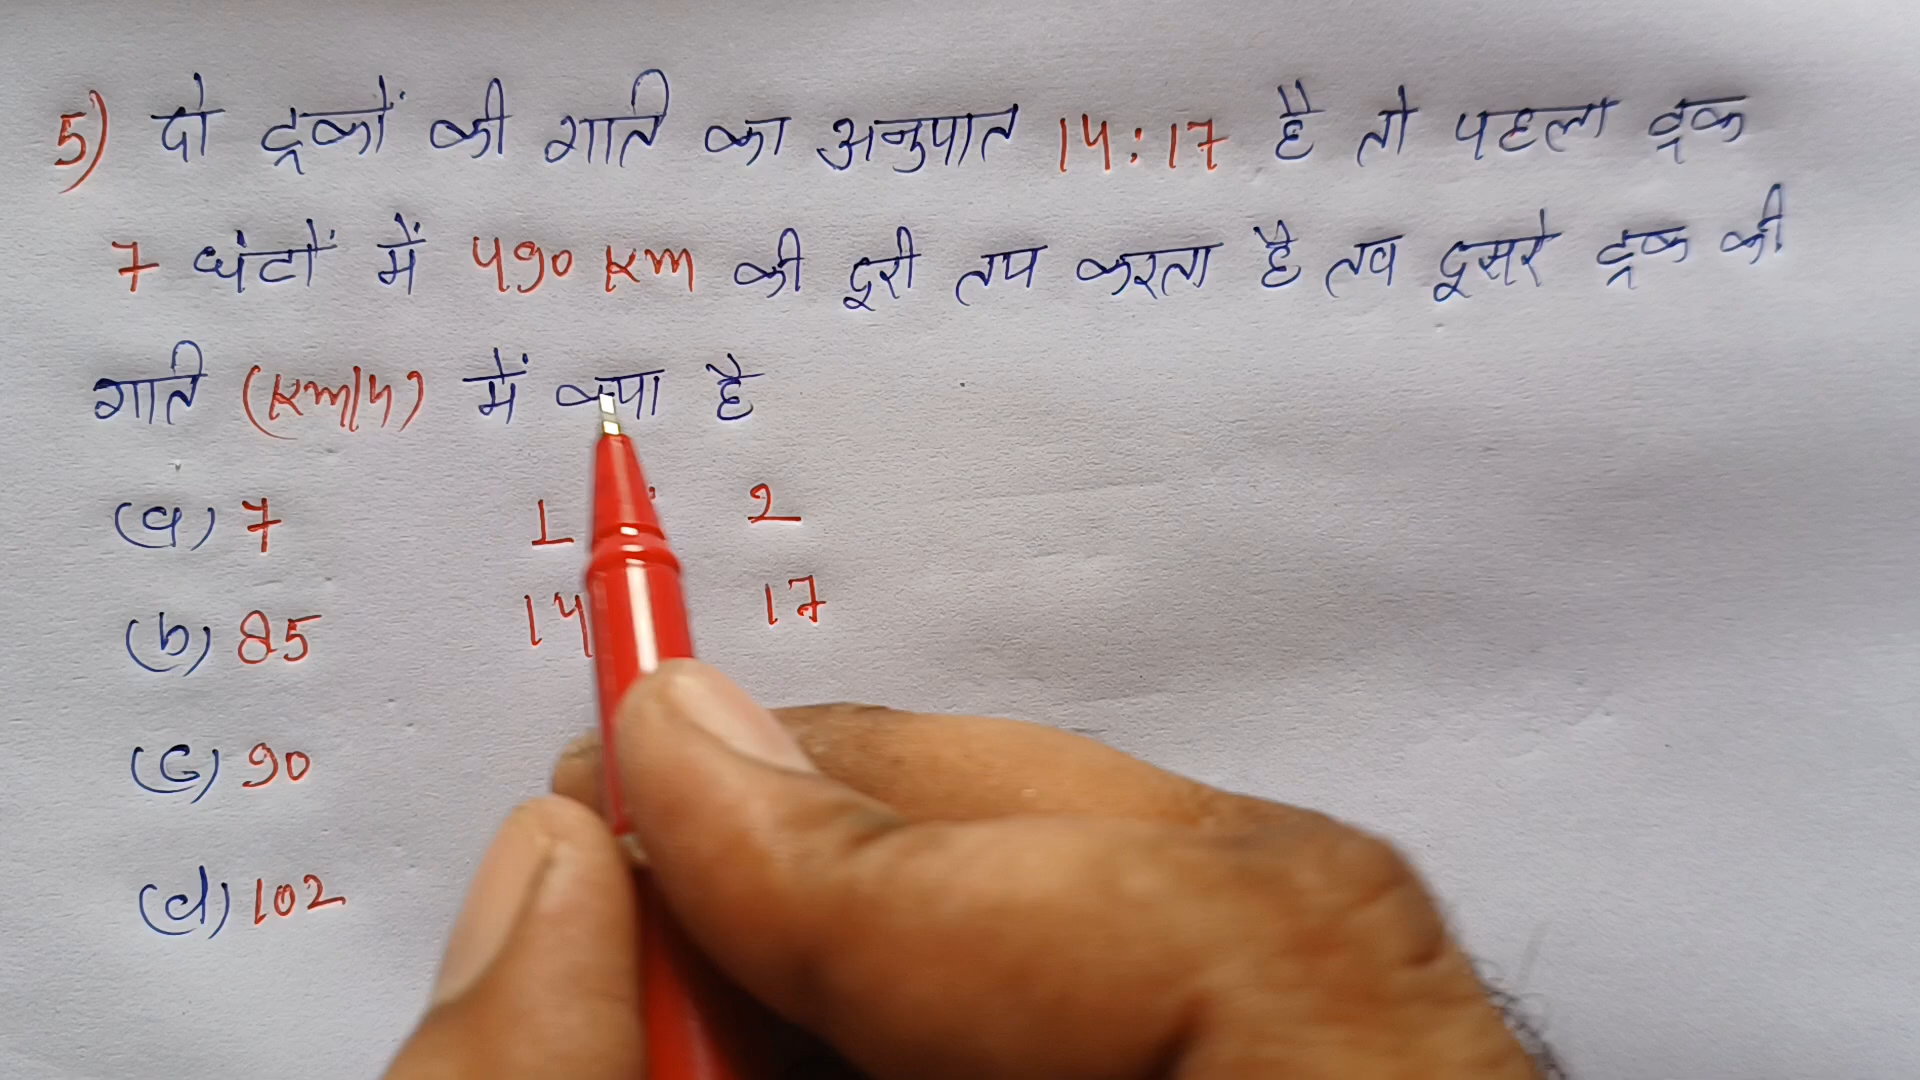 5) दो ट्रकों की गति का अनुपात 14:17 है तो पहला ट्रक
7 घंटों में 490 km की दूरी तय करता है तब दूसरे ट्रक की
गति (km/h) में क्या है
(a) 7
(b) 85
(c) 90
(d) 102
1 : 2
14 17